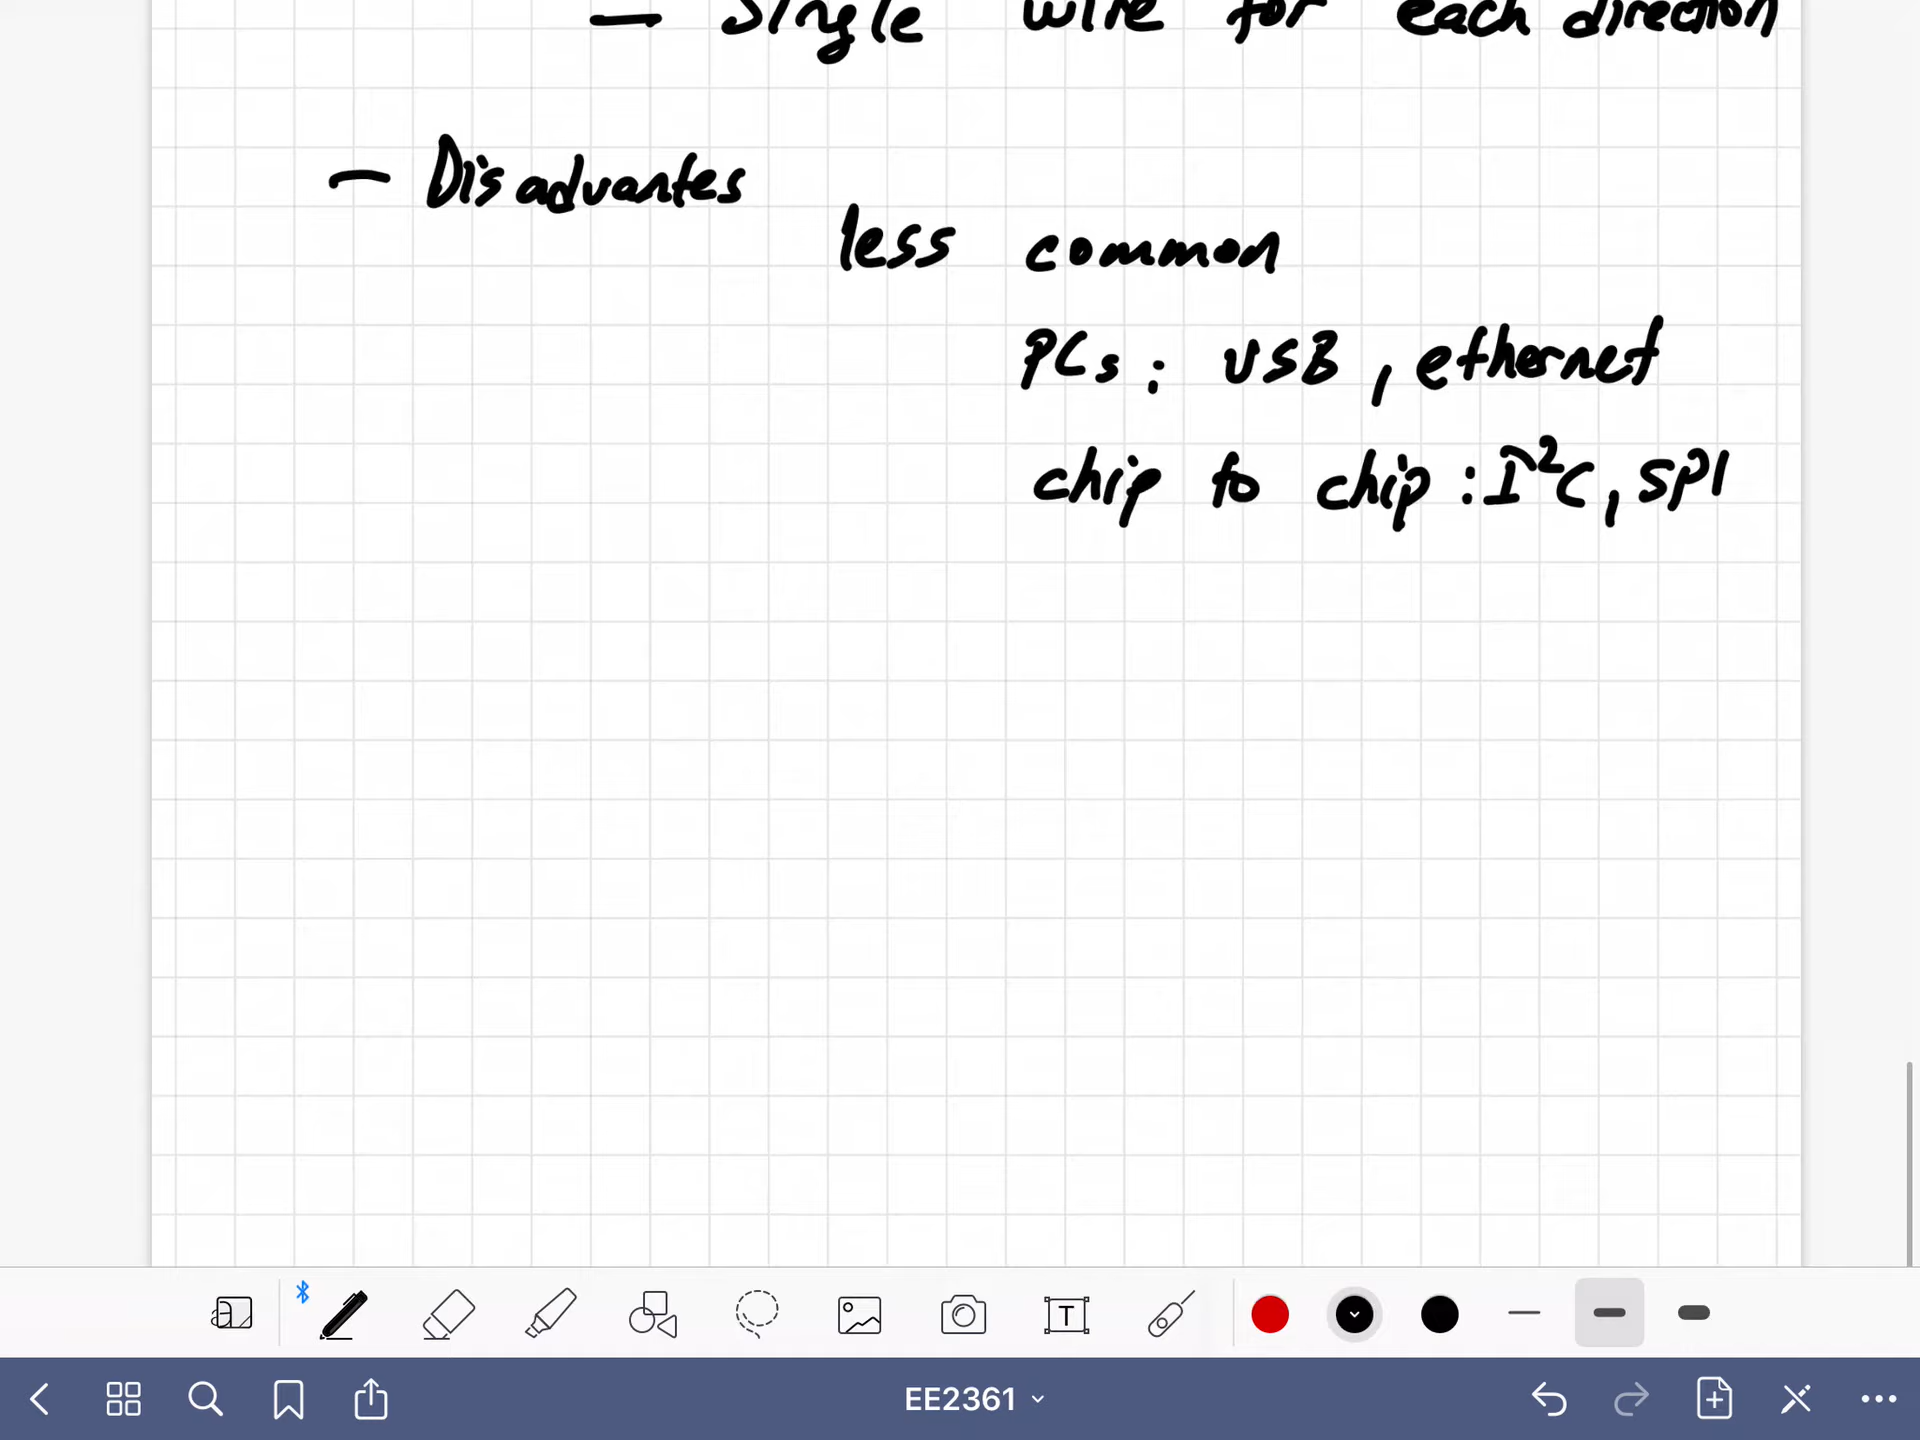 — Single wire for each direction
— Disadvantes
less common
PCs : USB , ethernet
chip to chip : I²C , SPI
T
EE2361